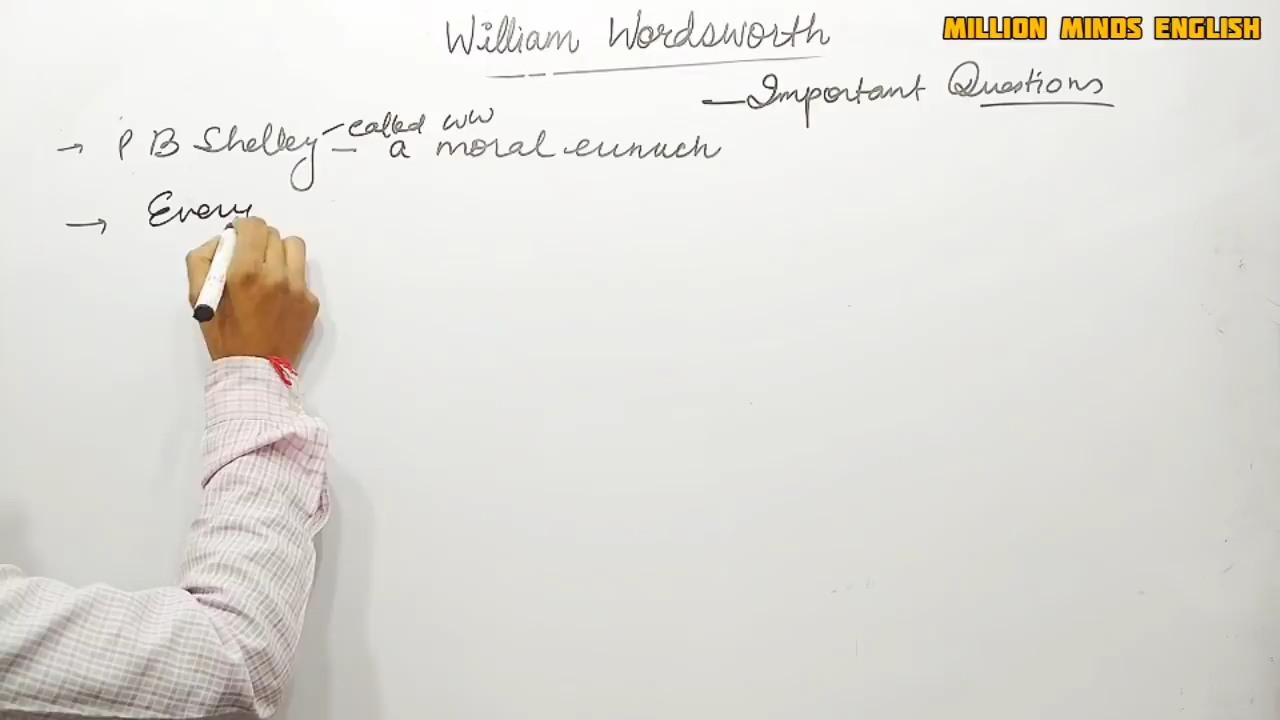 William Wordsworth
MILLION MINDS ENGLISH
— Important Questions
→ P B Shelley – called WW
– a moral eunuch
→ Every